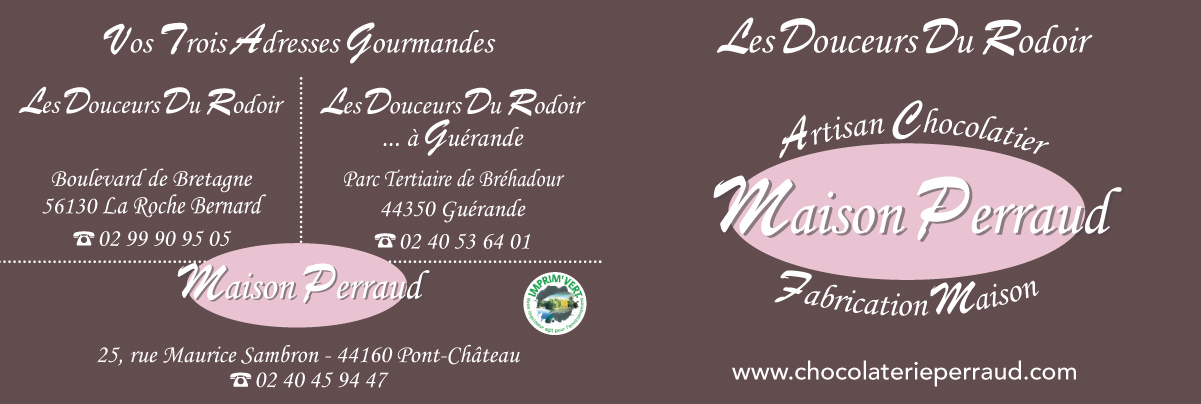 Vos Trois Adresses Gourmandes
Les Douceurs Du Rodoir
Boulevard de Bretagne
56130 La Roche Bernard
☎ 02 99 90 95 05
Les Douceurs Du Rodoir
... à Guérande
Parc Tertiaire de Bréhadour
44350 Guérande
☎ 02 40 53 64 01
Maison Perraud
IMPRIM'VERT
25, rue Maurice Sambron - 44160 Pont-Château
☎ 02 40 45 94 47
Les Douceurs Du Rodoir
Artisan Chocolatier
Maison Perraud
Fabrication Maison
www.chocolaterieperraud.com